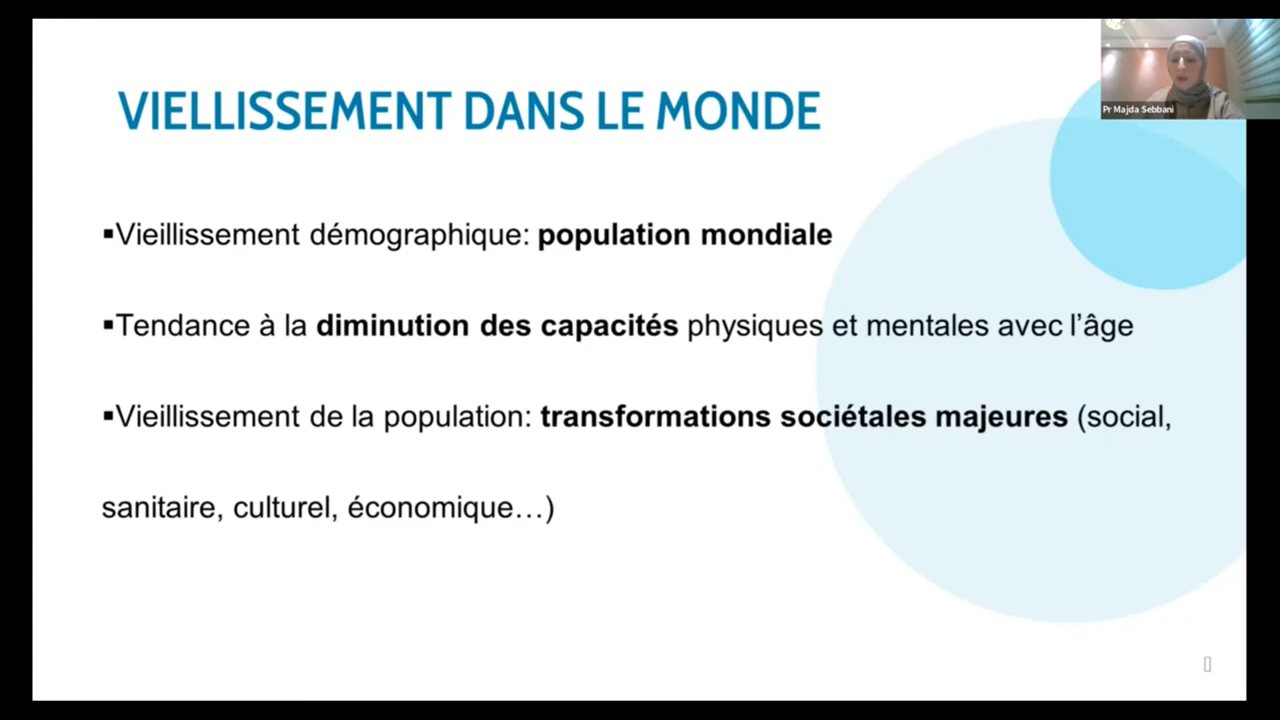 VIELLISSEMENT DANS LE MONDE
Pr Majda Sebbani
▪Vieillissement démographique: population mondiale
▪Tendance à la diminution des capacités physiques et mentales avec l’âge
▪Vieillissement de la population: transformations sociétales majeures (social,
sanitaire, culturel, économique…)